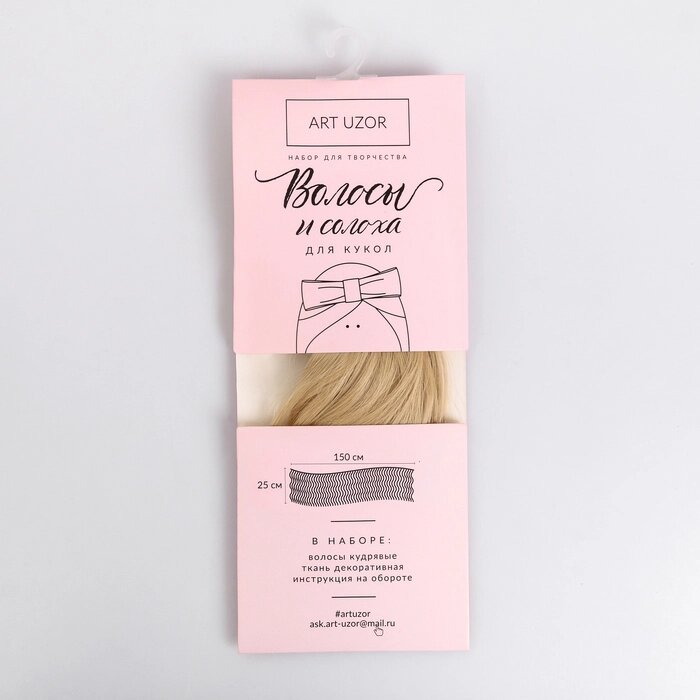 ART UZOR
НАБОР ДЛЯ ТВОРЧЕСТВА
Волосы
и солоха
ДЛЯ КУКОЛ
150 см
25 см
В НАБОРЕ:
волосы кудрявые
ткань декоративная
инструкция на обороте
#artuzor
ask.art-uzor@mail.ru